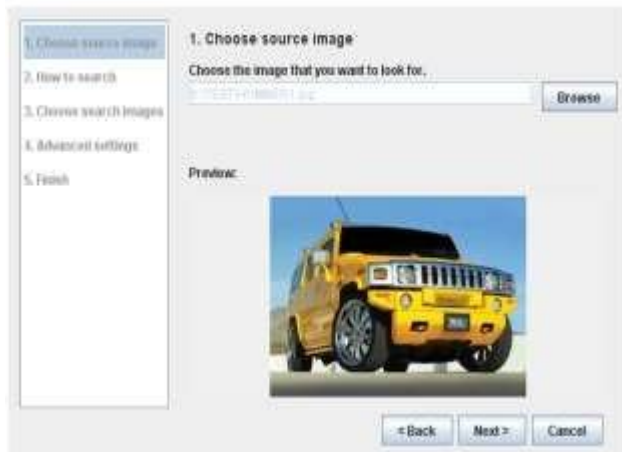 1. Choose source image
2. How to search
3. Choose search images
4. Advanced settings
5. Finish
1. Choose source image
Choose the image that you want to look for.
Browse
Preview:
< Back
Next >
Cancel